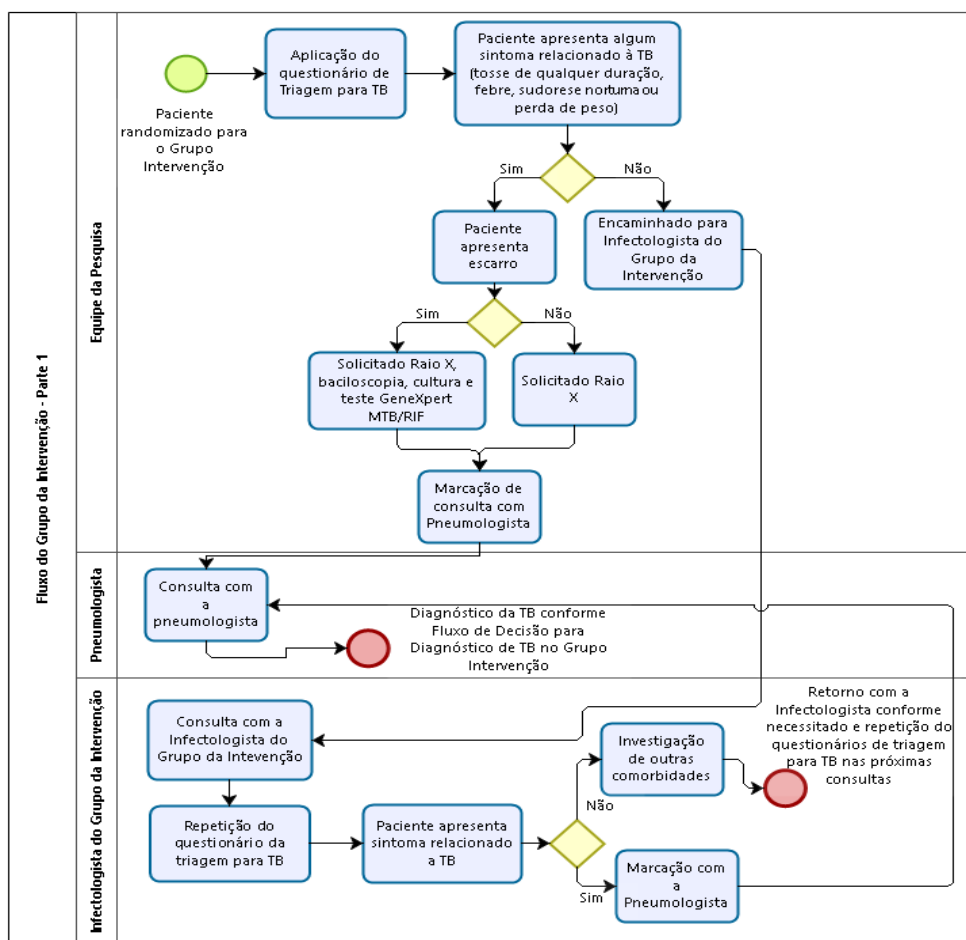 Fluxo do Grupo da Intervenção - Parte 1
Equipe da Pesquisa
Paciente
randomizado para
o Grupo
Intervenção
Aplicação do
questionário de
Triagem para TB
Paciente apresenta algum
sintoma relacionado à TB
(tosse de qualquer duração,
febre, sudorese norturna ou
perda de peso)
Sim
Não
Paciente
apresenta
escarro
Encaminhado para
Infectologista do
Grupo da
Intervenção
Sim
Não
Solicitado Raio X,
baciloscopia, cultura e
teste GeneXpert
MTB/RIF
Solicitado Raio
X
Marcação de
consulta com
Pneumologista
Pneumologista
Consulta com
a
pneumologista
Diagnóstico da TB conforme
Fluxo de Decisão para
Diagnóstico de TB no Grupo
Intervenção
Infectologista do Grupo da Intervenção
Consulta com a
Infectologista do
Grupo da Intevenção
Repetição do
questionário da
triagem para TB
Paciente apresenta
sintoma relacionado
a TB
Não
Sim
Investigação
de outras
comorbidades
Retorno com a
Infectologista conforme
necessitado e repetição do
questionários de triagem
para TB nas próximas
consultas
Marcação com
a
Pneumologista